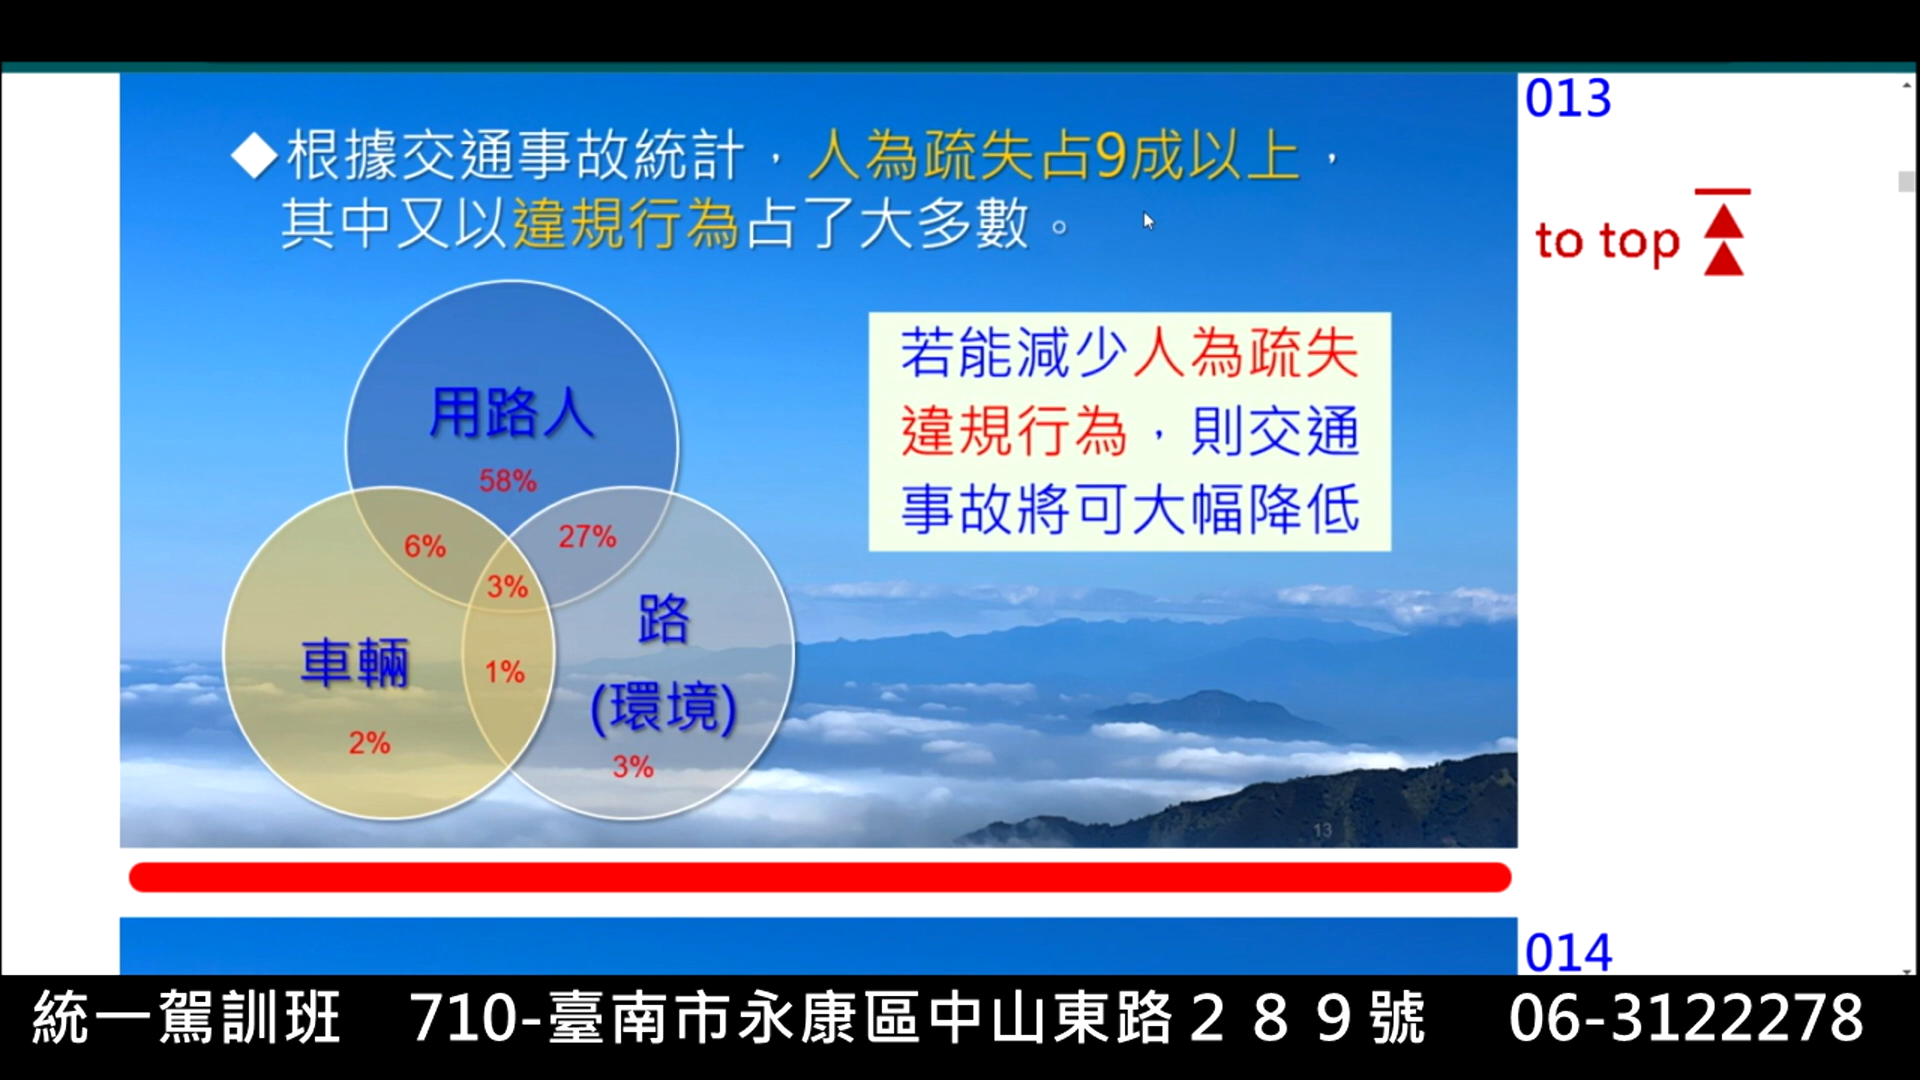 013
◆根據交通事故統計，人為疏失占9成以上，
其中又以違規行為占了大多數。
to top
用路人
58%
6%
27%
3%
車輛
2%
1%
路
(環境)
3%
若能減少人為疏失
違規行為，則交通
事故將可大幅降低
13
014
統一駕訓班 710-臺南市永康區中山東路２８９號 06-3122278